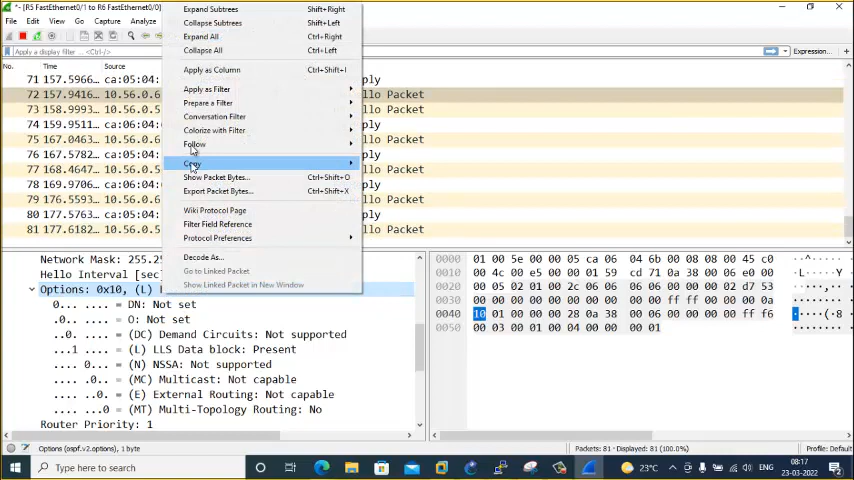 *- [R5 FastEthernet0/1 to R6 FastEthernet0/
File Edit View Go Capture Analyze
Apply a display filter ... <Ctrl-/>
Expression...
No. Time Source
71 157.5966... ca:05:04: ply
72 157.9416... 10.56.0.6 llo Packet
73 158.9993... 10.56.0.5 llo Packet
74 159.9511... ca:06:04: ply
75 167.0463... 10.56.0.6 llo Packet
76 167.5782... ca:05:04: ply
77 168.4647... 10.56.0.5 llo Packet
78 169.9706... ca:06:04: ply
79 176.5593... 10.56.0.6 llo Packet
80 177.5763... ca:05:04: ply
81 177.6182... 10.56.0.5 llo Packet
Expand Subtrees Shift+Right
Collapse Subtrees Shift+Left
Expand All Ctrl+Right
Collapse All Ctrl+Left
Apply as Column Ctrl+Shift+I
Apply as Filter
Prepare a Filter
Conversation Filter
Colorize with Filter
Follow
Copy
Show Packet Bytes... Ctrl+Shift+O
Export Packet Bytes... Ctrl+Shift+X
Wiki Protocol Page
Filter Field Reference
Protocol Preferences
Decode As...
Go to Linked Packet
Show Linked Packet in New Window
Network Mask: 255.25
Hello Interval [sec]
Options: 0x10, (L)
0... .... = DN: Not set
.0.. .... = O: Not set
..0. .... = (DC) Demand Circuits: Not supported
...1 .... = (L) LLS Data block: Present
.... 0... = (N) NSSA: Not supported
.... .0.. = (MC) Multicast: Not capable
.... ..0. = (E) External Routing: Not capable
.... ...0 = (MT) Multi-Topology Routing: No
Router Priority: 1
0000 01 00 5e 00 00 05 ca 06 04 6b 00 08 08 00 45 c0 ··^·····
0010 00 4c 00 e5 00 00 01 59 cd 71 0a 38 00 06 e0 00 ·L·····Y
0020 00 05 02 01 00 2c 06 06 06 06 00 00 00 00 d7 53 ·····,··
0030 00 00 00 00 00 00 00 00 00 00 ff ff 00 00 00 0a ········
0040 10 01 00 00 00 28 0a 38 00 06 00 00 00 00 ff f6 ·····(·8
0050 00 03 00 01 00 04 00 00 00 01 ········
Options (ospf.v2.options), 1 byte
Packets: 81 · Displayed: 81 (100.0%)
Profile: Default
Type here to search
23°C
ENG
08:17
23-03-2022
2